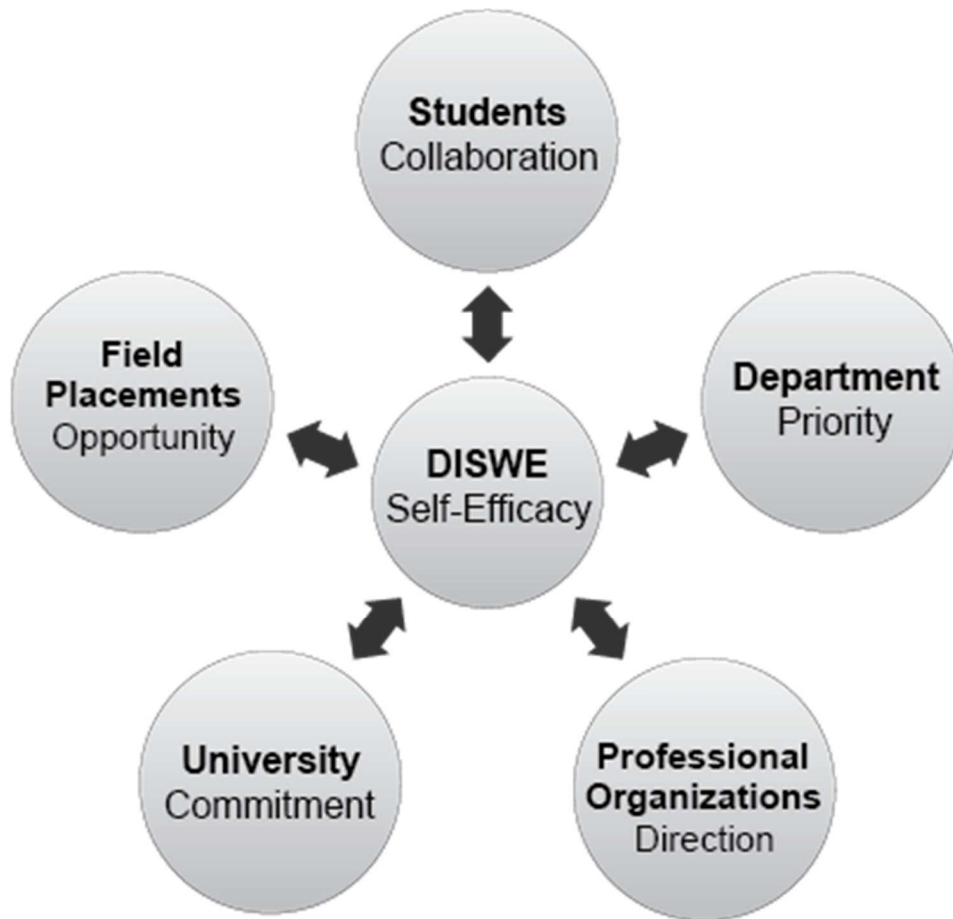 Students
Collaboration
Field
Placements
Opportunity
Department
Priority
DISWE
Self-Efficacy
University
Commitment
Professional
Organizations
Direction